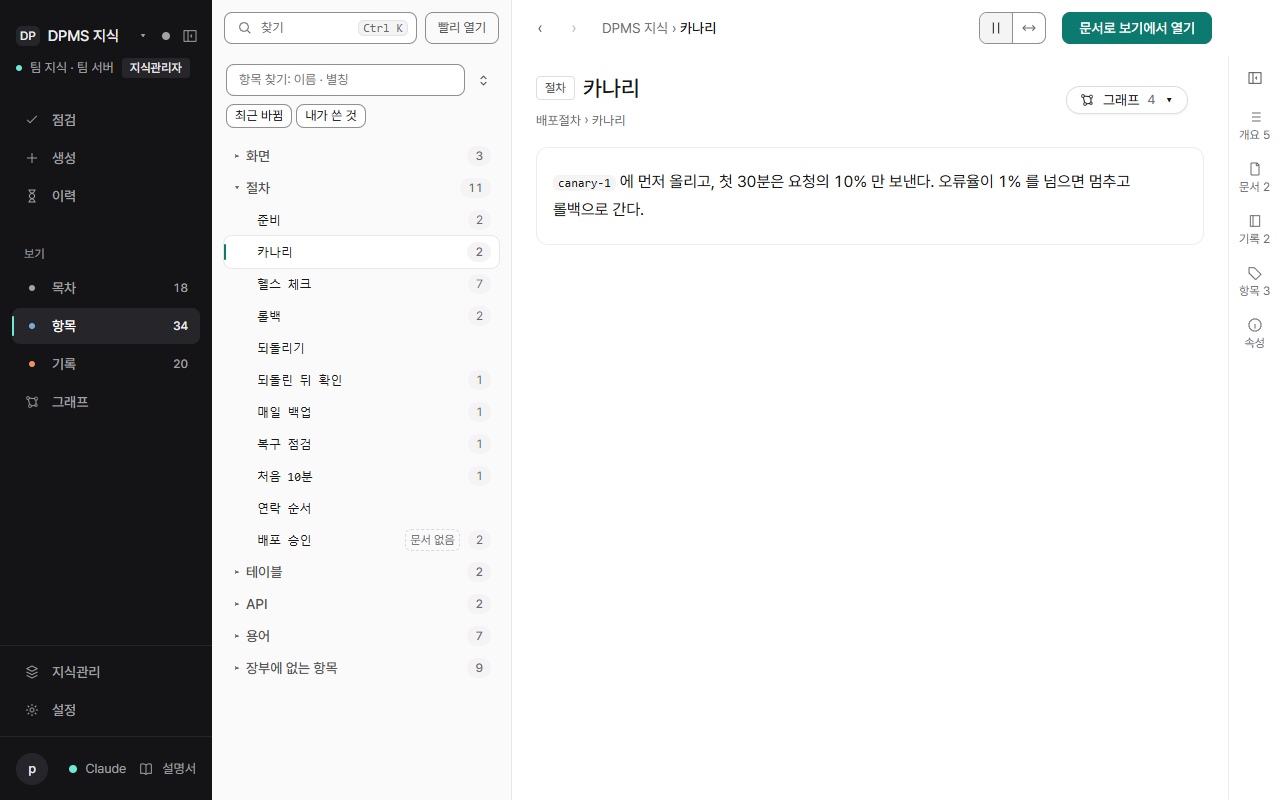 DP DPMS 지식
팀 지식 · 팀 서버 지식관리자
점검
생성
이력
보기
목차 18
항목 34
기록 20
그래프
지식관리
설정
p Claude 설명서
찾기 Ctrl K 빨리 열기
항목 찾기: 이름 · 별칭
최근 바뀜 내가 쓴 것
화면 3
절차 11
준비 2
카나리 2
헬스 체크 7
롤백 2
되돌리기
되돌린 뒤 확인 1
매일 백업 1
복구 점검 1
처음 10분 1
연락 순서
배포 승인 문서 없음 2
테이블 2
API 2
용어 7
장부에 없는 항목 9
‹ › DPMS 지식 › 카나리 문서로 보기에서 열기
절차 카나리
배포절차 › 카나리
그래프 4
canary-1 에 먼저 올리고, 첫 30분은 요청의 10% 만 보낸다. 오류율이 1% 를 넘으면 멈추고
롤백으로 간다.
개요 5
문서 2
기록 2
항목 3
속성